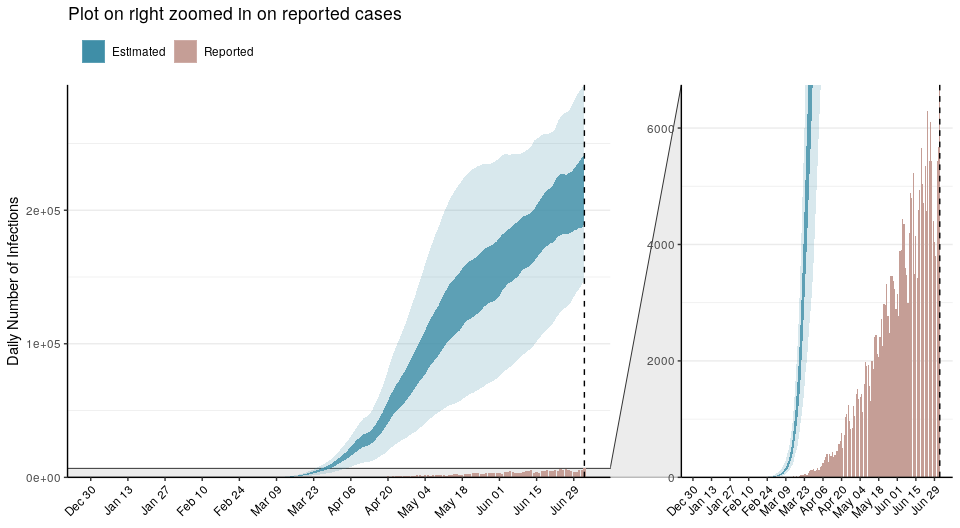 Plot on right zoomed in on reported cases
Estimated Reported
Daily Number of Infections
2e+05
1e+05
0e+00
Dec 30 Jan 13 Jan 27 Feb 10 Feb 24 Mar 09 Mar 23 Apr 06 Apr 20 May 04 May 18 Jun 01 Jun 15 Jun 29
6000
4000
2000
0
Dec 30 Jan 13 Jan 27 Feb 10 Feb 24 Mar 09 Mar 23 Apr 06 Apr 20 May 04 May 18 Jun 01 Jun 15 Jun 29